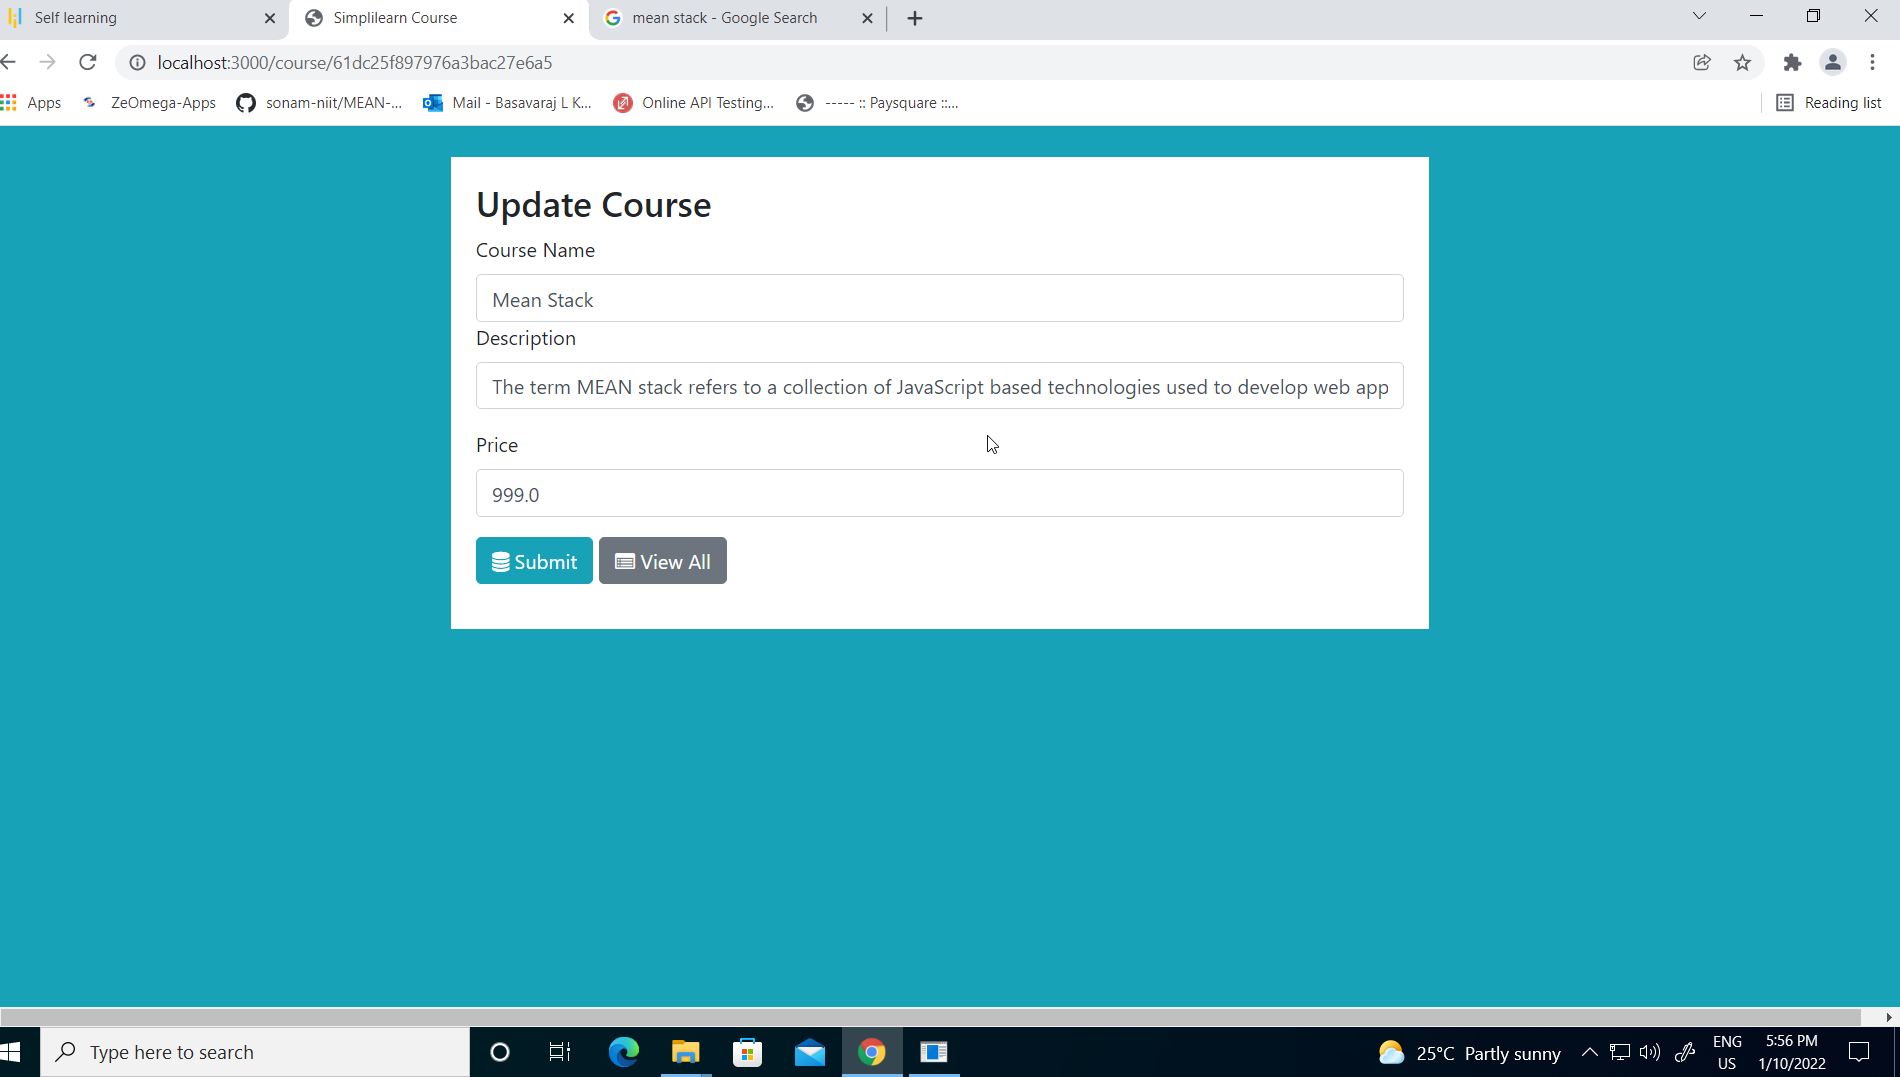 Self learning
Simplilearn Course
mean stack - Google Search
localhost:3000/course/61dc25f897976a3bac27e6a5
Apps
ZeOmega-Apps
sonam-niit/MEAN-...
Mail - Basavaraj L K...
Online API Testing...
----- :: Paysquare ::...
Reading list
Update Course
Course Name
Mean Stack
Description
The term MEAN stack refers to a collection of JavaScript based technologies used to develop web app
Price
999.0
Submit
View All
Type here to search
25°C Partly sunny
ENG
US
5:56 PM
1/10/2022